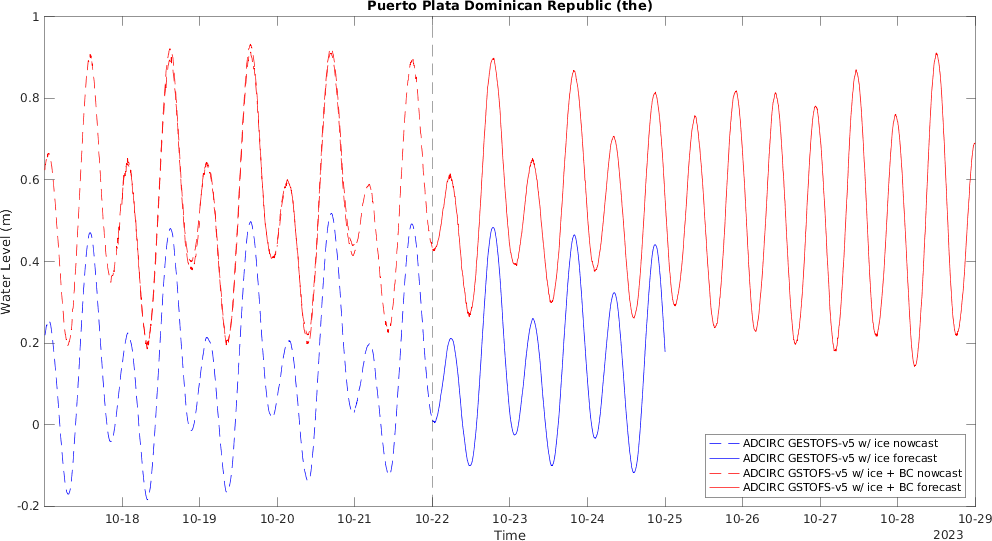 Puerto Plata Dominican Republic (the)
1
0.8
0.6
0.4
0.2
0
-0.2
Water Level (m)
10-18 10-19 10-20 10-21 10-22 10-23 10-24 10-25 10-26 10-27 10-28 10-29
Time
2023
ADCIRC GESTOFS-v5 w/ ice nowcast
ADCIRC GESTOFS-v5 w/ ice forecast
ADCIRC GSTOFS-v5 w/ ice + BC nowcast
ADCIRC GSTOFS-v5 w/ ice + BC forecast